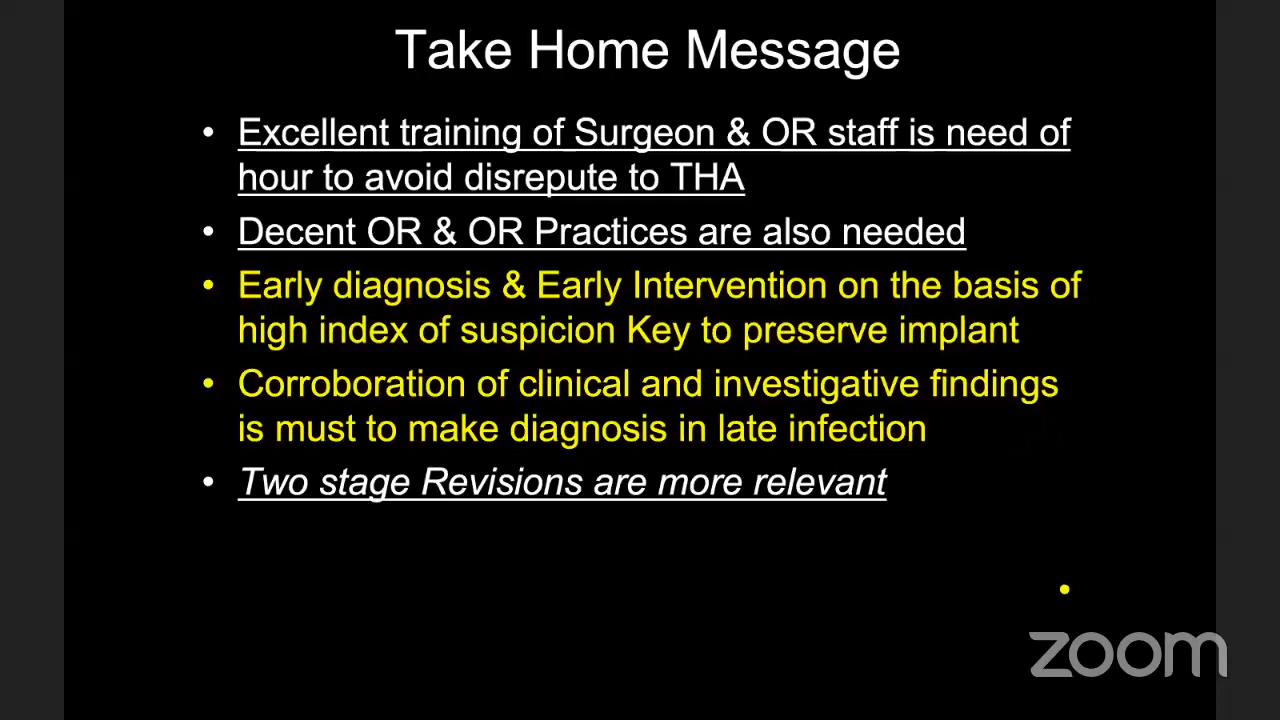 Take Home Message
• Excellent training of Surgeon & OR staff is need of
hour to avoid disrepute to THA
• Decent OR & OR Practices are also needed
• Early diagnosis & Early Intervention on the basis of
high index of suspicion Key to preserve implant
• Corroboration of clinical and investigative findings
is must to make diagnosis in late infection
• Two stage Revisions are more relevant
•
zoom